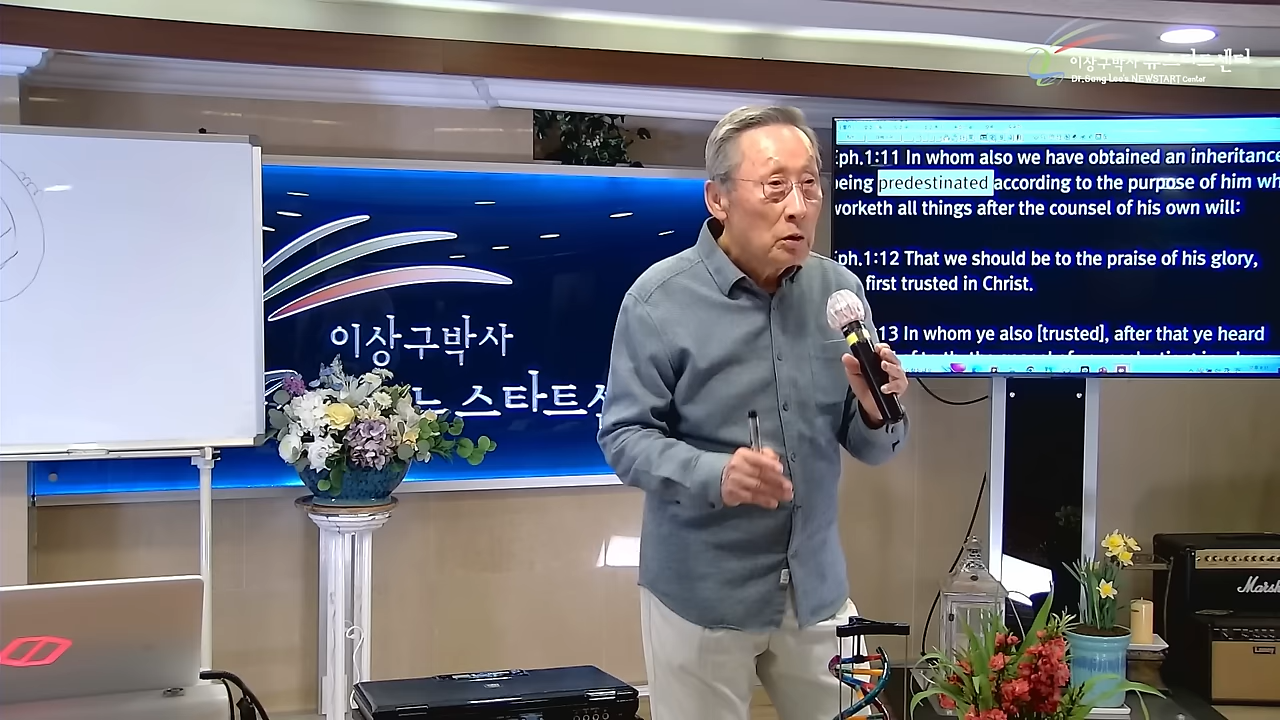 이상구박사 뉴스타트센터
Dr.Sang Lee's NEWSTART Center
ph.1:11 In whom also we have obtained an inheritance
eing predestinated according to the purpose of him wh
worketh all things after the counsel of his own will:
ph.1:12 That we should be to the praise of his glory,
first trusted in Christ.
13 In whom ye also [trusted], after that ye heard
이상구박사
스타트
Marsh
Laney